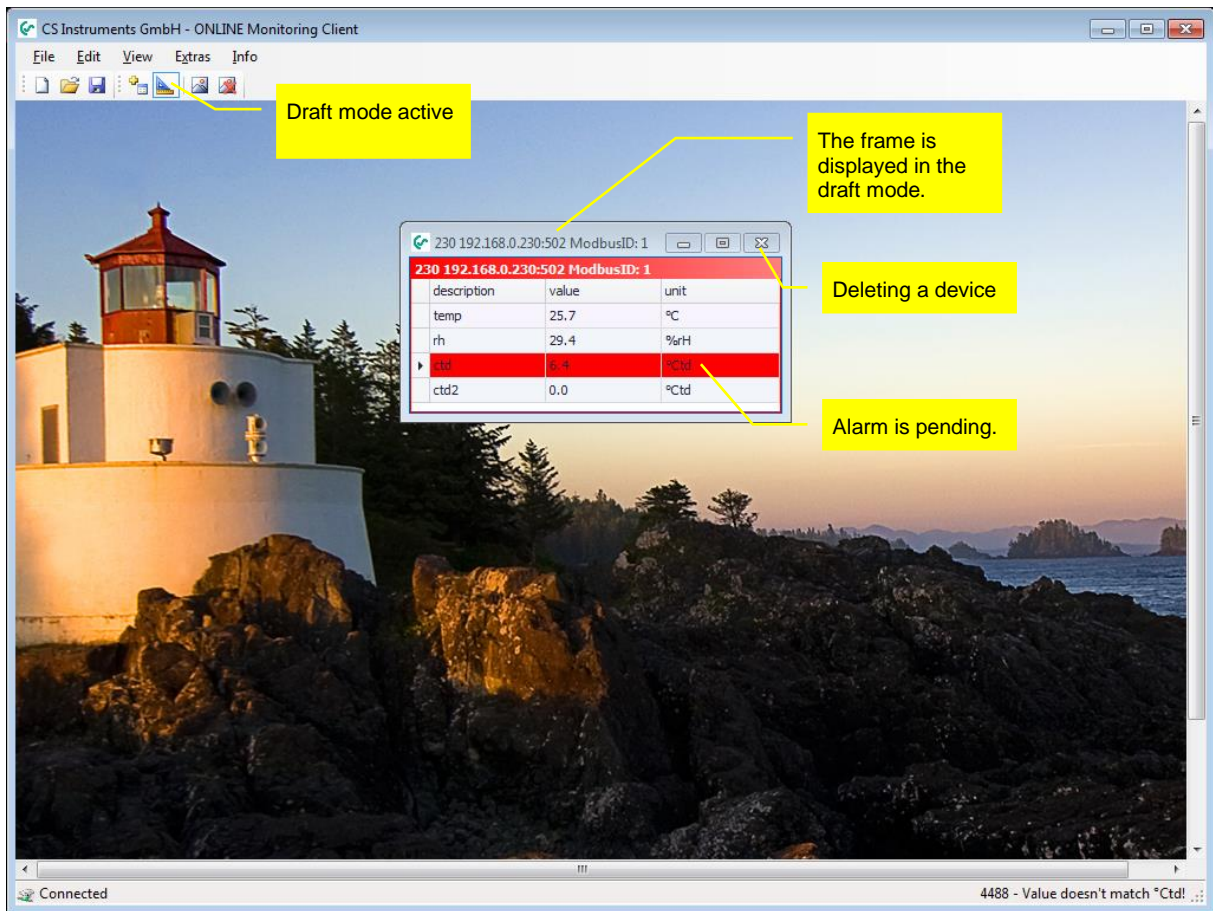 CS Instruments GmbH - ONLINE Monitoring Client
File Edit View Extras Info
Draft mode active
The frame is
displayed in the
draft mode.
230 192.168.0.230:502 ModbusID: 1
230 192.168.0.230:502 ModbusID: 1
description value unit
temp 25.7 °C
rh 29.4 %rH
ctd 6.4 °Ctd
ctd2 0.0 °Ctd
Deleting a device
Alarm is pending.
Connected 4488 - Value doesn't match °Ctd!